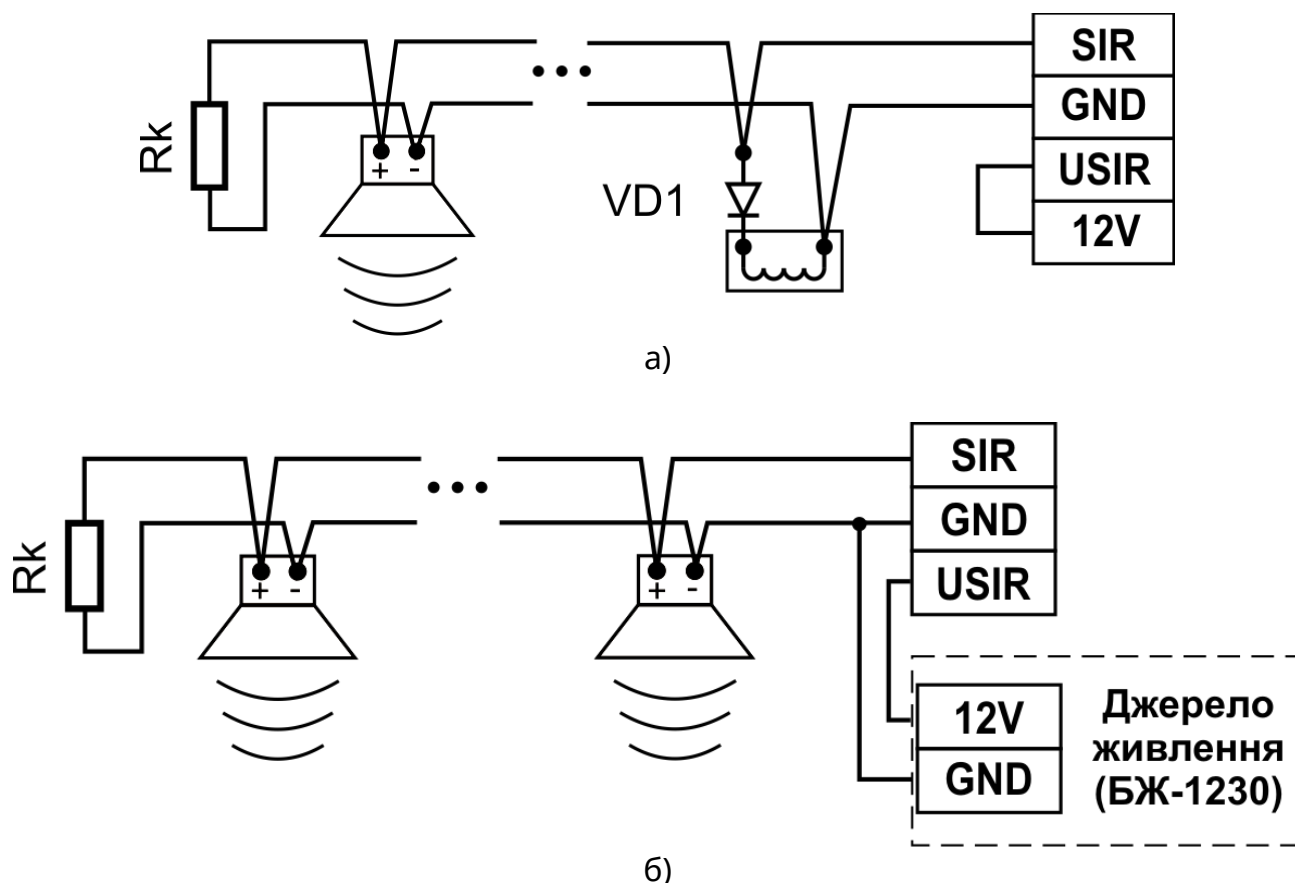 SIR
GND
USIR
12V
Rk
+ -
VD1
а)
SIR
GND
USIR
Rk
+ -
+ -
12V
GND
Джерело
живлення
(БЖ-1230)
б)